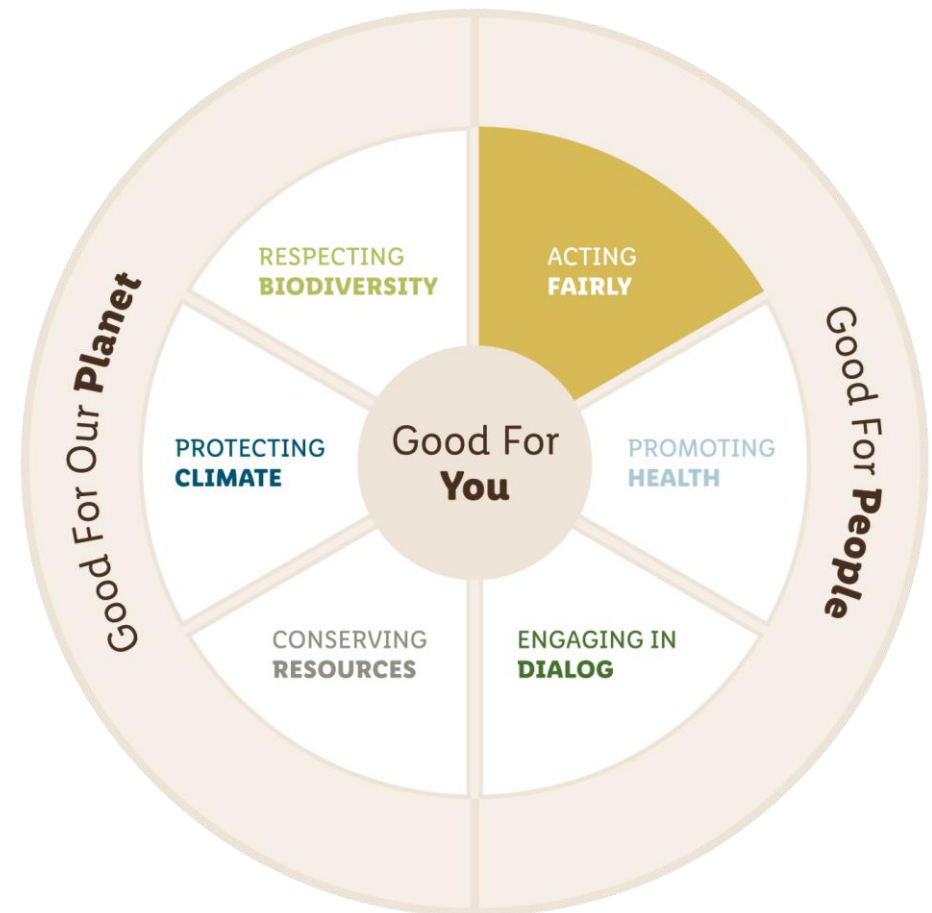 RESPECTING
BIODIVERSITY
ACTING
FAIRLY
Good For Our Planet
PROTECTING
CLIMATE
Good For
You
PROMOTING
HEALTH
Good For People
CONSERVING
RESOURCES
ENGAGING IN
DIALOG